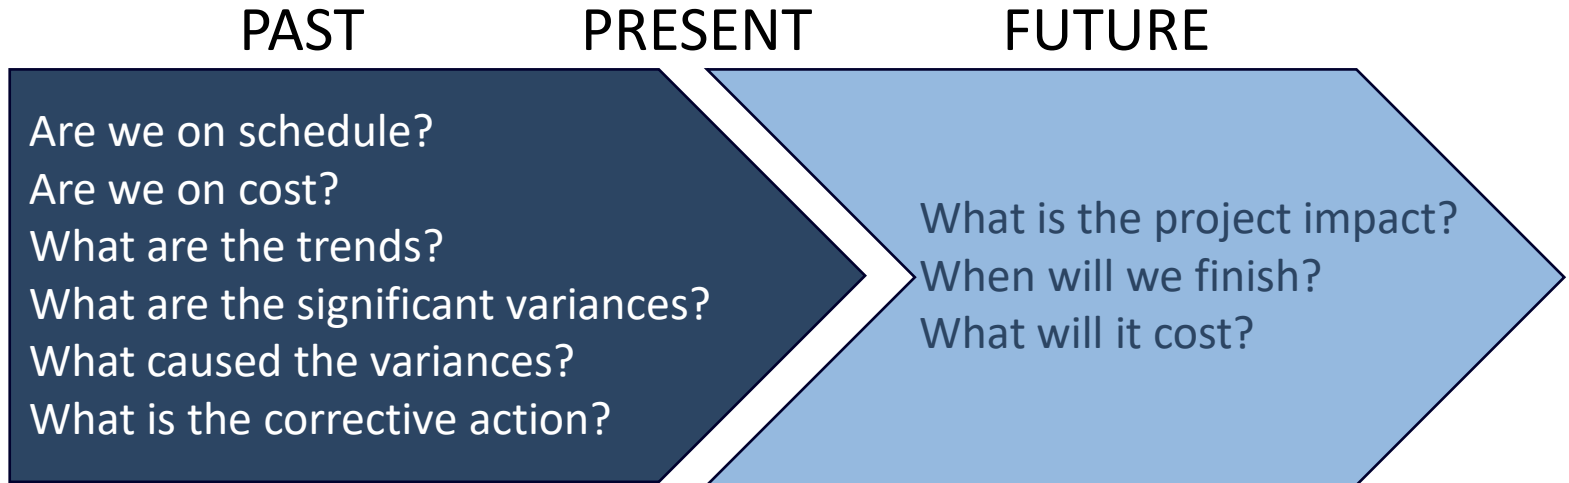 PAST
PRESENT
FUTURE
Are we on schedule?
Are we on cost?
What are the trends?
What are the significant variances?
What caused the variances?
What is the corrective action?
What is the project impact?
When will we finish?
What will it cost?